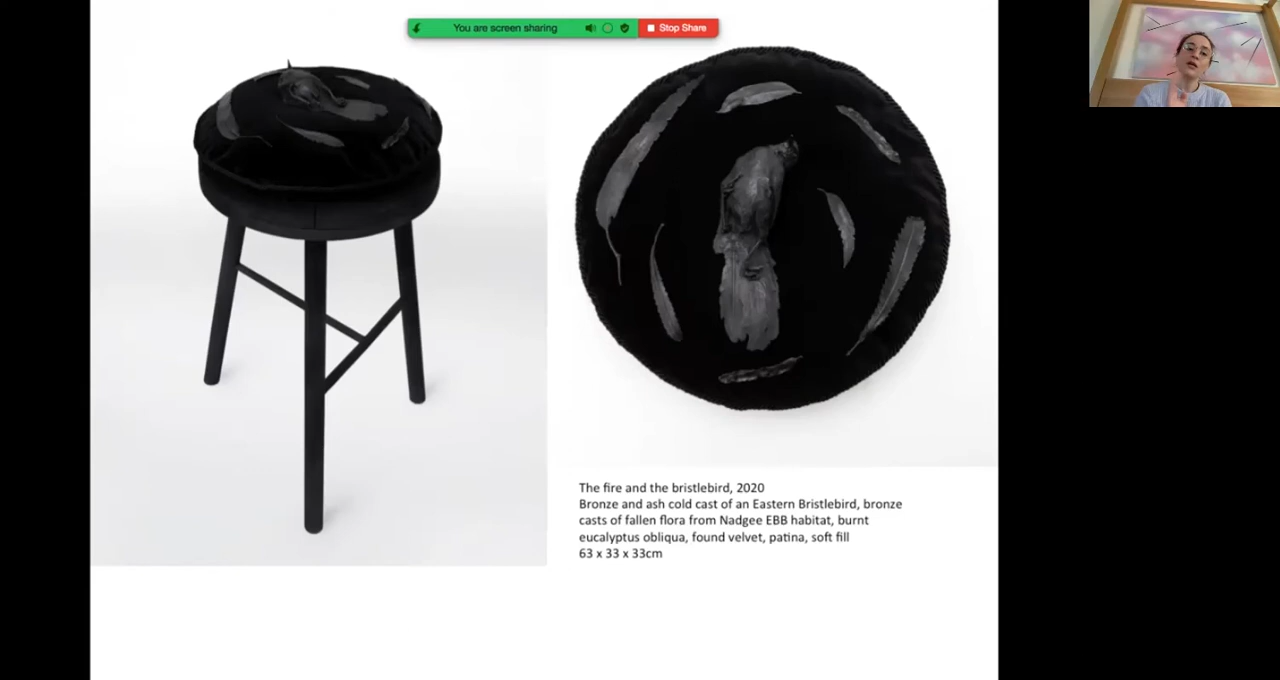 You are screen sharing
Stop Share
The fire and the bristlebird, 2020
Bronze and ash cold cast of an Eastern Bristlebird, bronze
casts of fallen flora from Nadgee EBB habitat, burnt
eucalyptus obliqua, found velvet, patina, soft fill
63 x 33 x 33cm